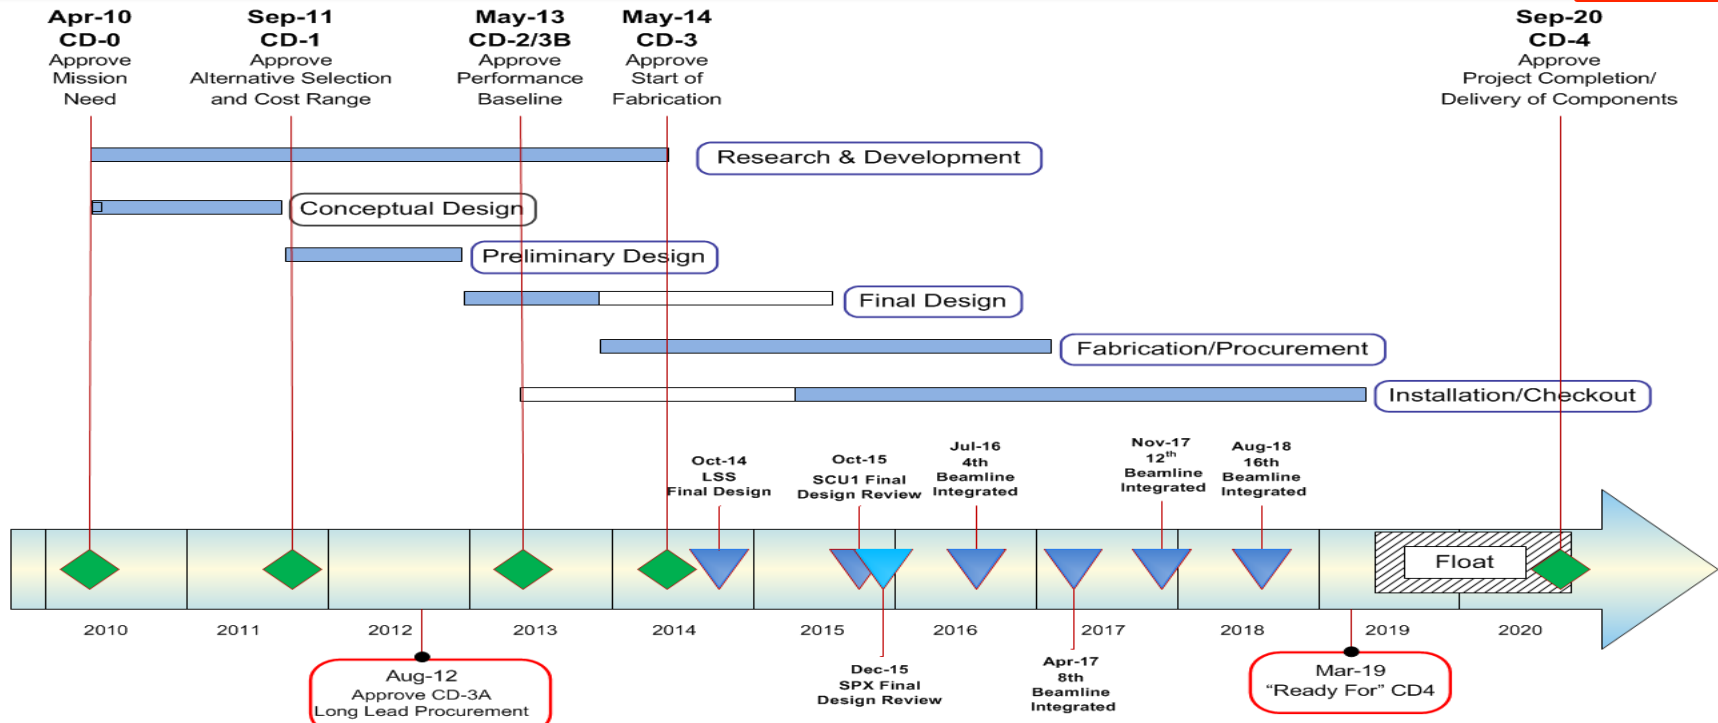 Apr-10
CD-0
Approve
Mission
Need
Sep-11
CD-1
Approve
Alternative Selection
and Cost Range
May-13
CD-2/3B
Approve
Performance
Baseline
May-14
CD-3
Approve
Start of
Fabrication
Sep-20
CD-4
Approve
Project Completion/
Delivery of Components
Research & Development
Conceptual Design
Preliminary Design
Final Design
Fabrication/Procurement
Installation/Checkout
Oct-14
LSS
Final Design
Oct-15
SCU1 Final
Design Review
Jul-16
4th
Beamline
Integrated
Nov-17
12th
Beamline
Integrated
Aug-18
16th
Beamline
Integrated
Float
2010
2011
2012
2013
2014
2015
2016
2017
2018
2019
2020
Aug-12
Approve CD-3A
Long Lead Procurement
Dec-15
SPX Final
Design Review
Apr-17
8th
Beamline
Integrated
Mar-19
“Ready For” CD4